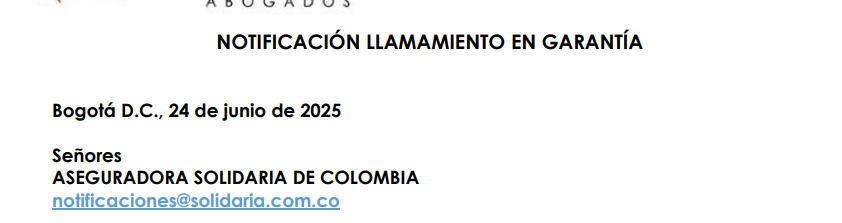 ABOGADOS
NOTIFICACIÓN LLAMAMIENTO EN GARANTÍA
Bogotá D.C., 24 de junio de 2025
Señores
ASEGURADORA SOLIDARIA DE COLOMBIA
notificaciones@solidaria.com.co